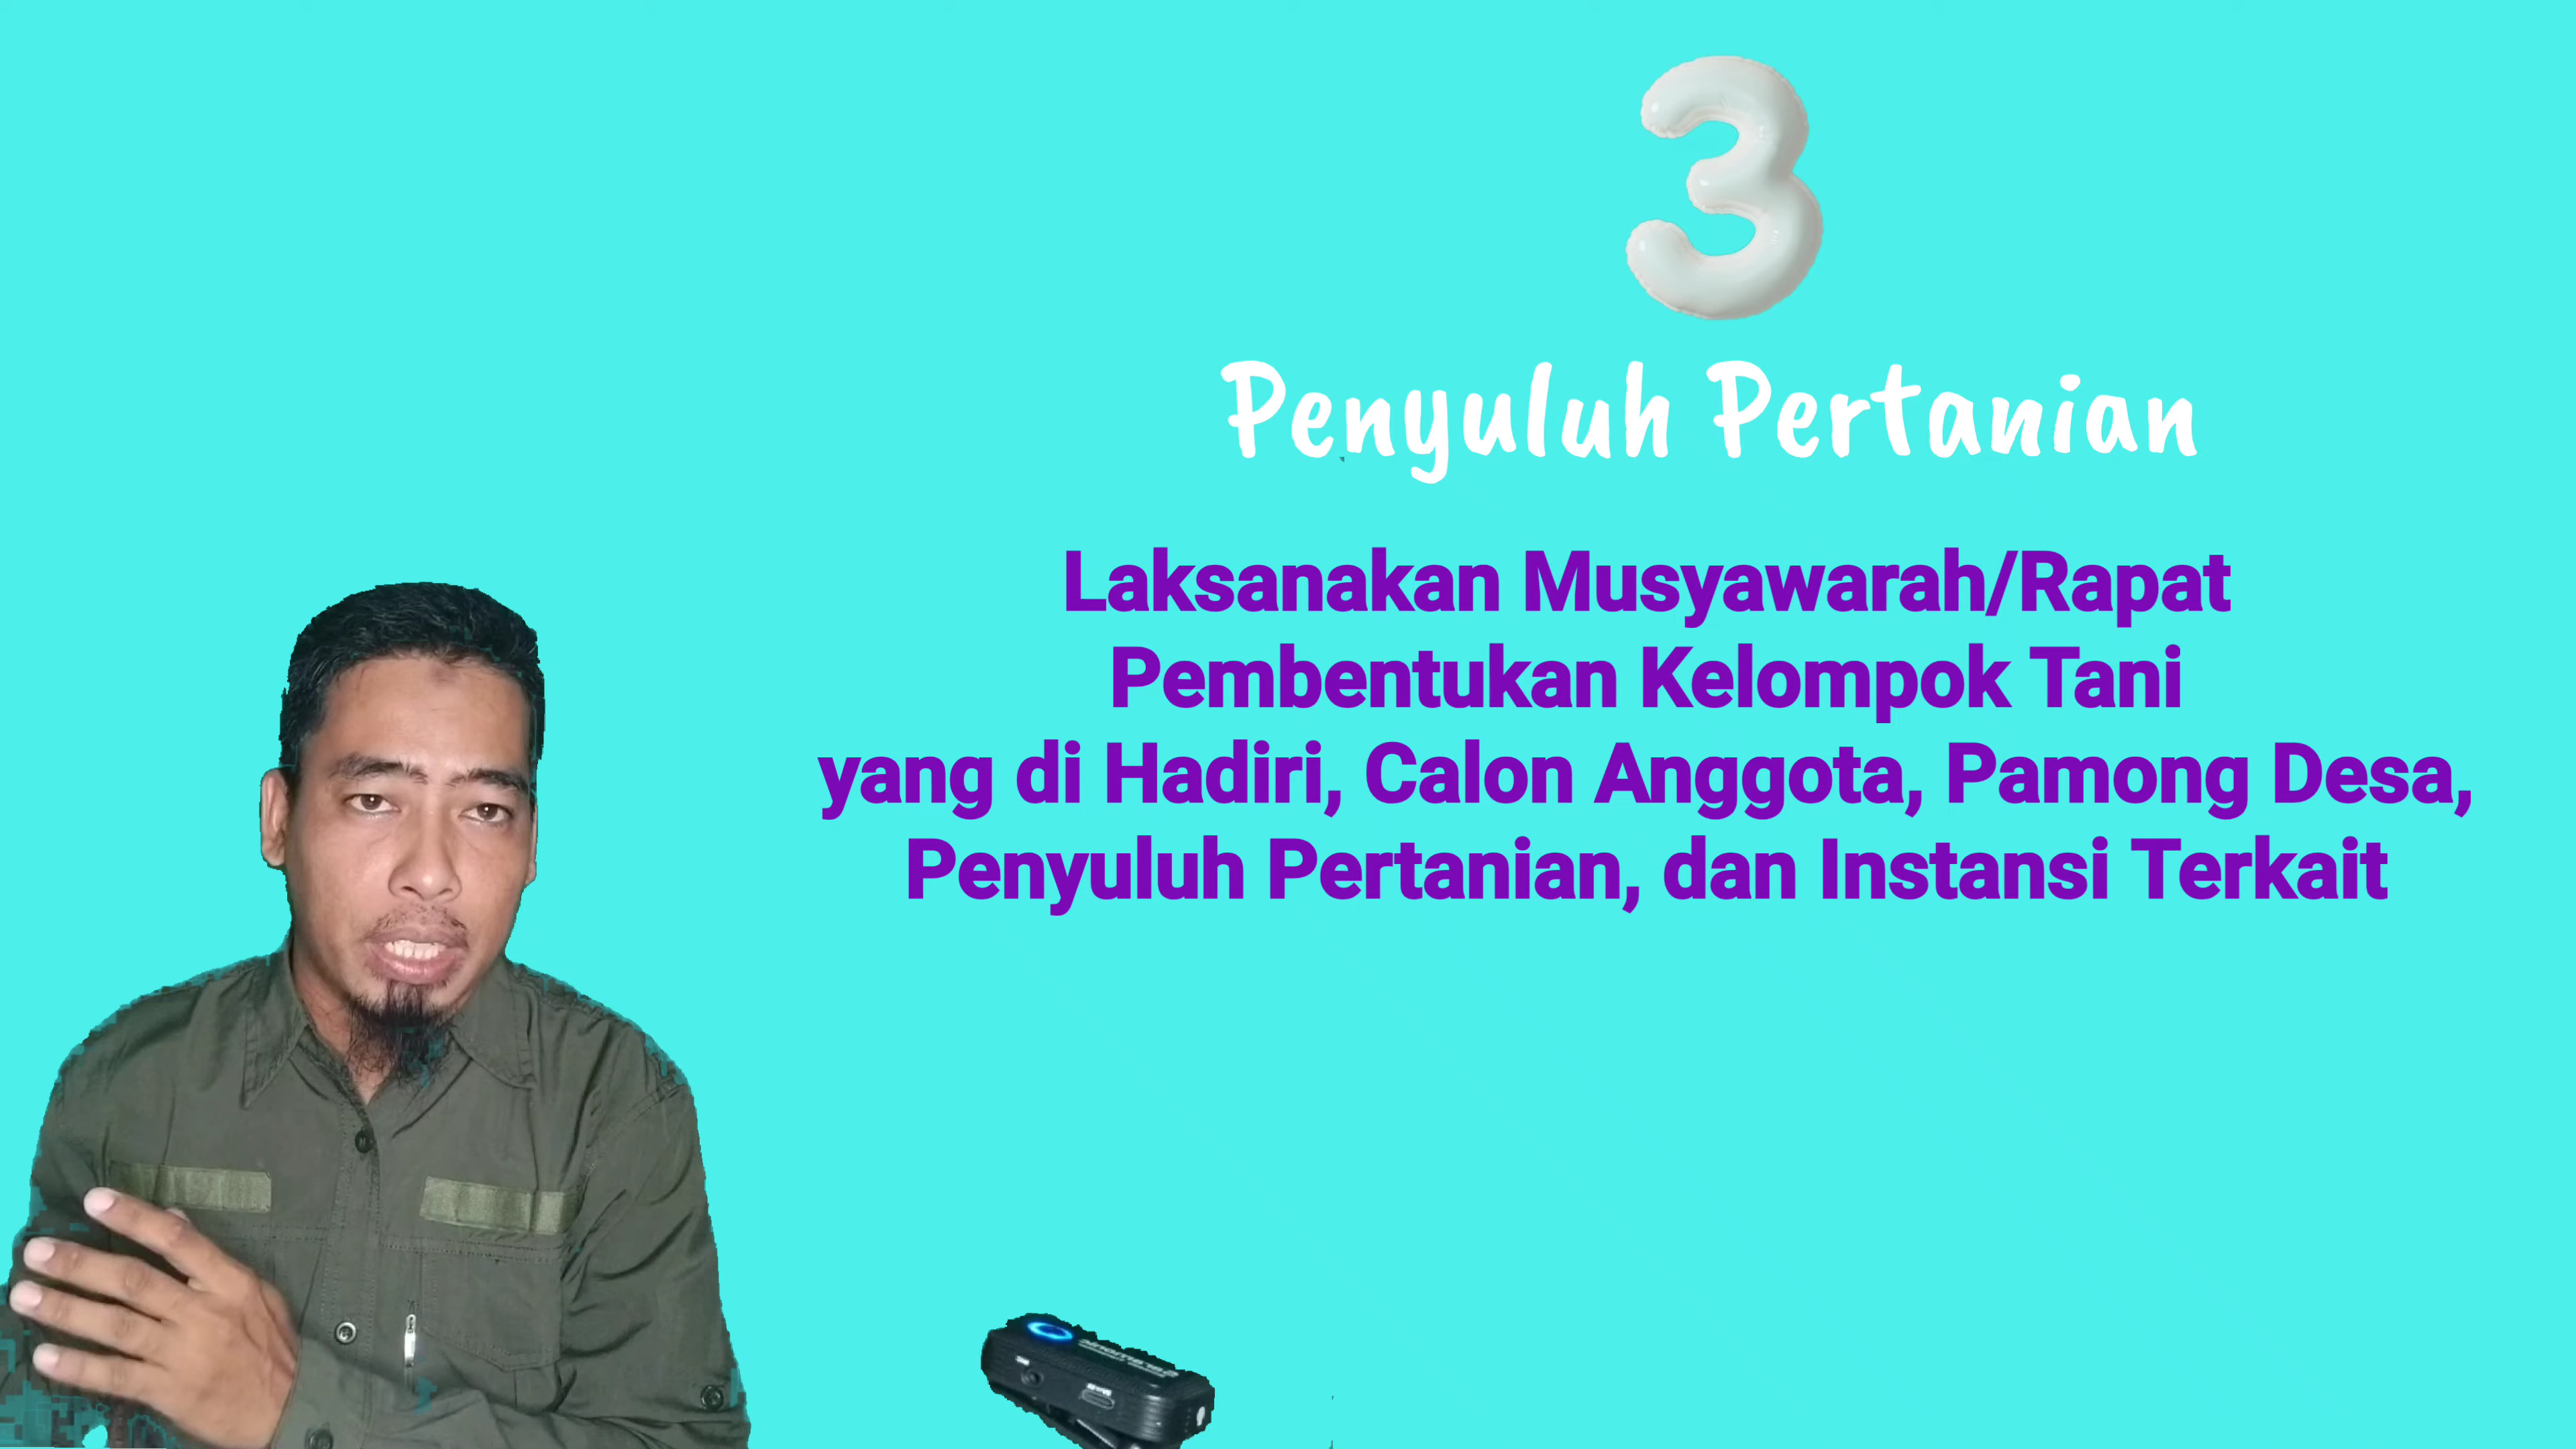 3
Penyuluh Pertanian
Laksanakan Musyawarah/Rapat
Pembentukan Kelompok Tani
yang di Hadiri, Calon Anggota, Pamong Desa,
Penyuluh Pertanian, dan Instansi Terkait